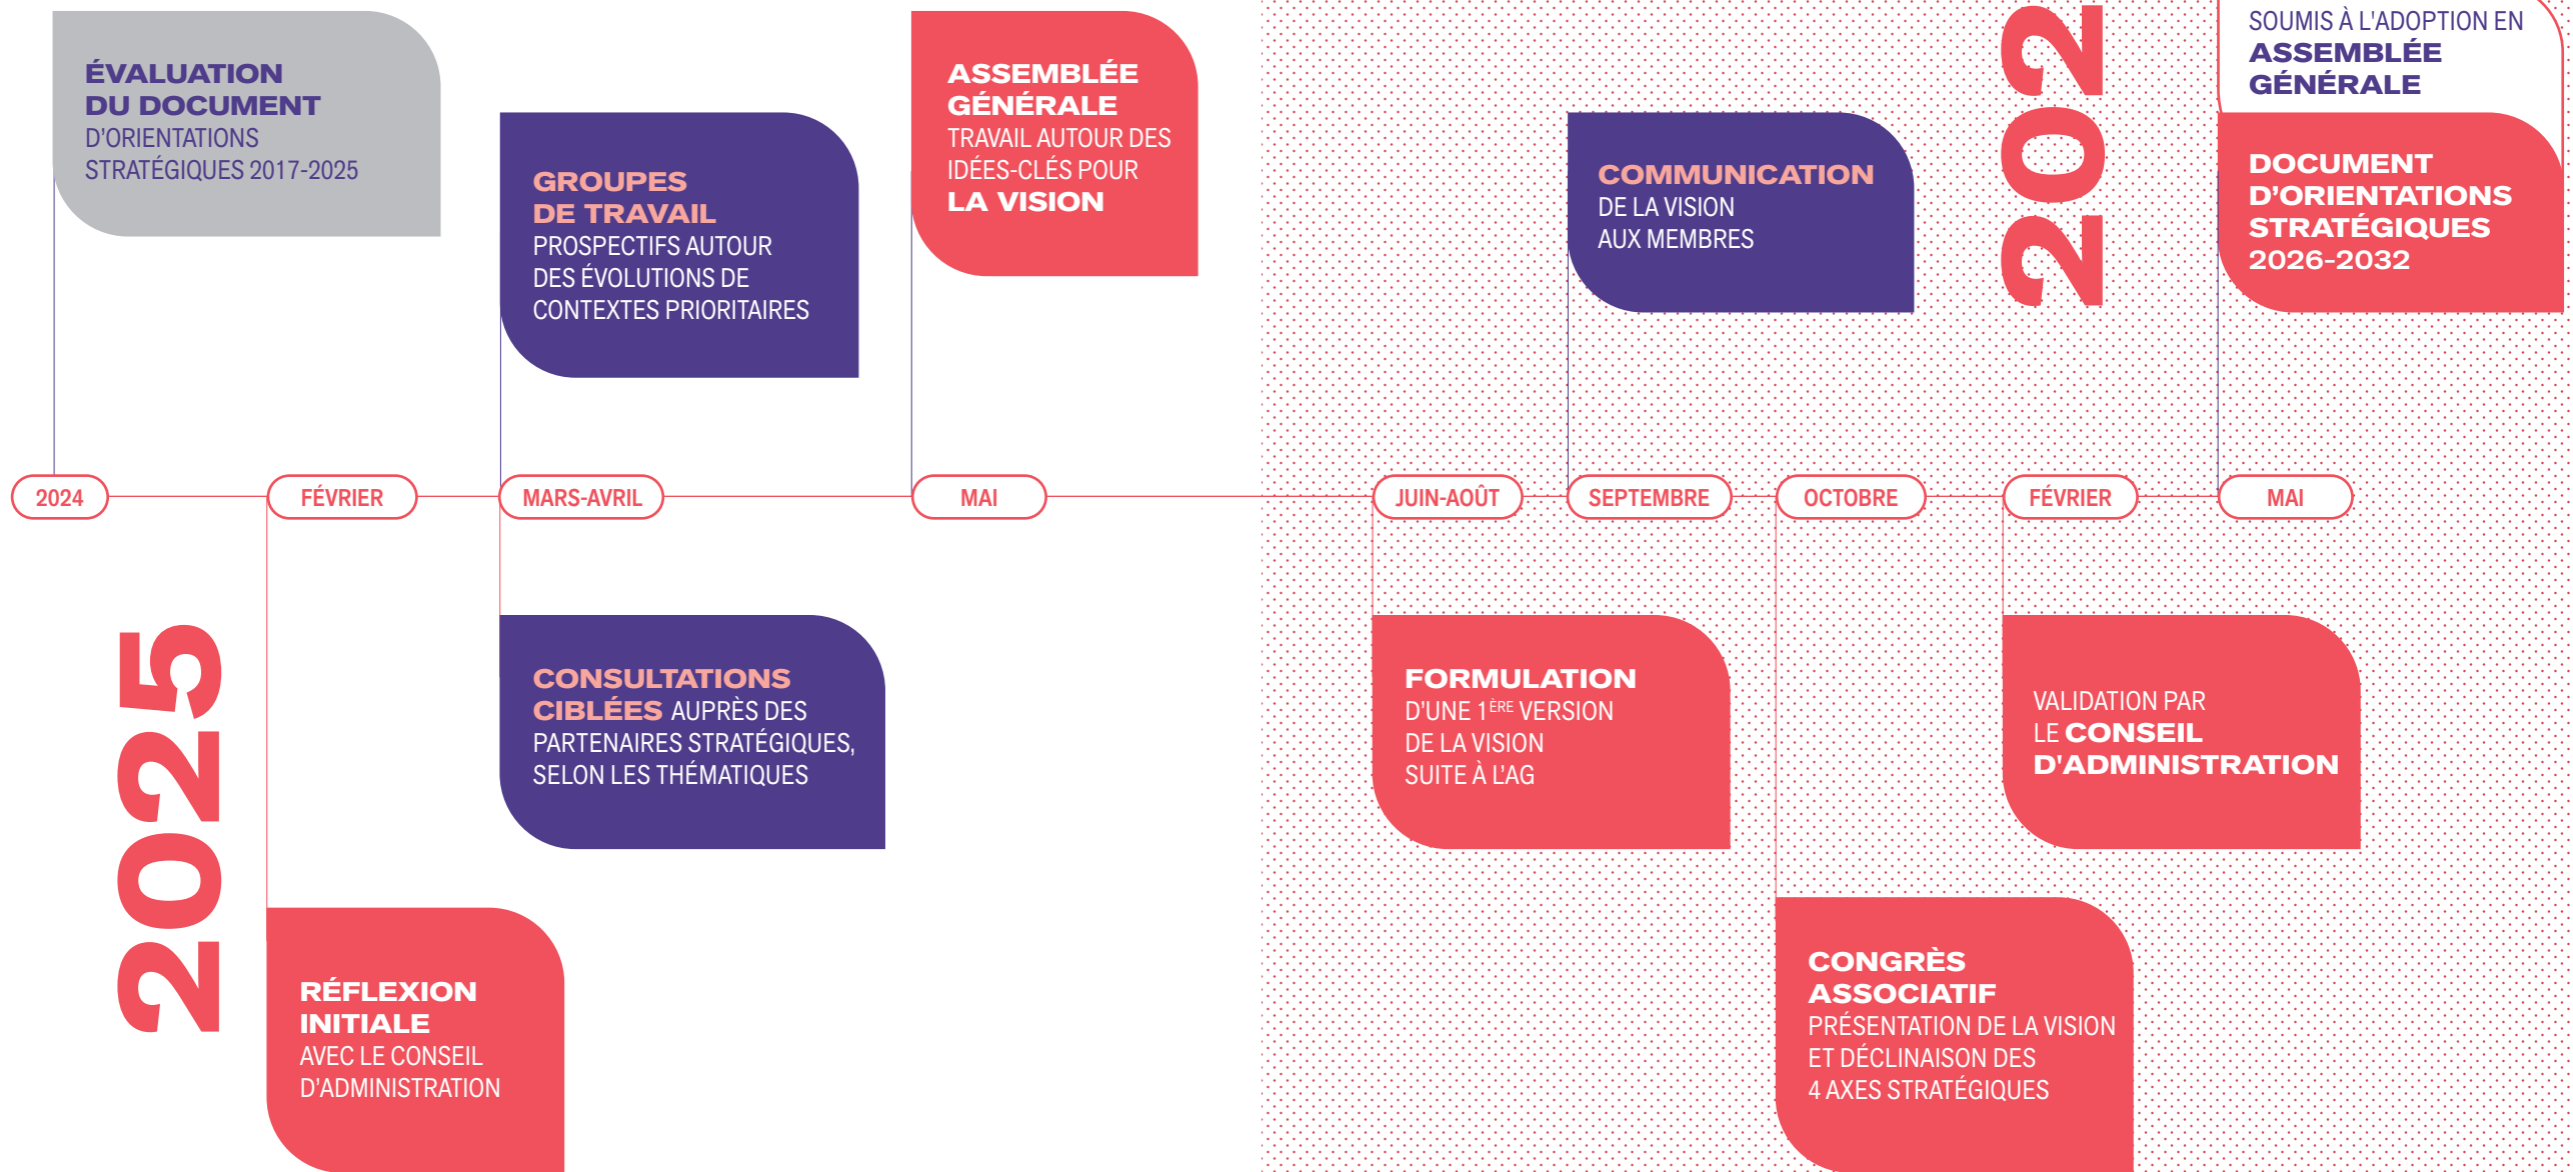 ÉVALUATION
DU DOCUMENT
D'ORIENTATIONS
STRATÉGIQUES 2017-2025
GROUPES
DE TRAVAIL
PROSPECTIFS AUTOUR
DES ÉVOLUTIONS DE
CONTEXTES PRIORITAIRES
ASSEMBLÉE
GÉNÉRALE
TRAVAIL AUTOUR DES
IDÉES-CLÉS POUR
LA VISION
COMMUNICATION
DE LA VISION
AUX MEMBRES
202
SOUMIS À L'ADOPTION EN
ASSEMBLÉE
GÉNÉRALE
DOCUMENT
D’ORIENTATIONS
STRATÉGIQUES
2026-2032
2024
FÉVRIER
MARS-AVRIL
MAI
JUIN-AOÛT
SEPTEMBRE
OCTOBRE
FÉVRIER
MAI
2025
RÉFLEXION
INITIALE
AVEC LE CONSEIL
D'ADMINISTRATION
CONSULTATIONS
CIBLÉES AUPRÈS DES
PARTENAIRES STRATÉGIQUES,
SELON LES THÉMATIQUES
FORMULATION
D'UNE 1ÈRE VERSION
DE LA VISION
SUITE À L'AG
CONGRÈS
ASSOCIATIF
PRÉSENTATION DE LA VISION
ET DÉCLINAISON DES
4 AXES STRATÉGIQUES
VALIDATION PAR
LE CONSEIL
D'ADMINISTRATION